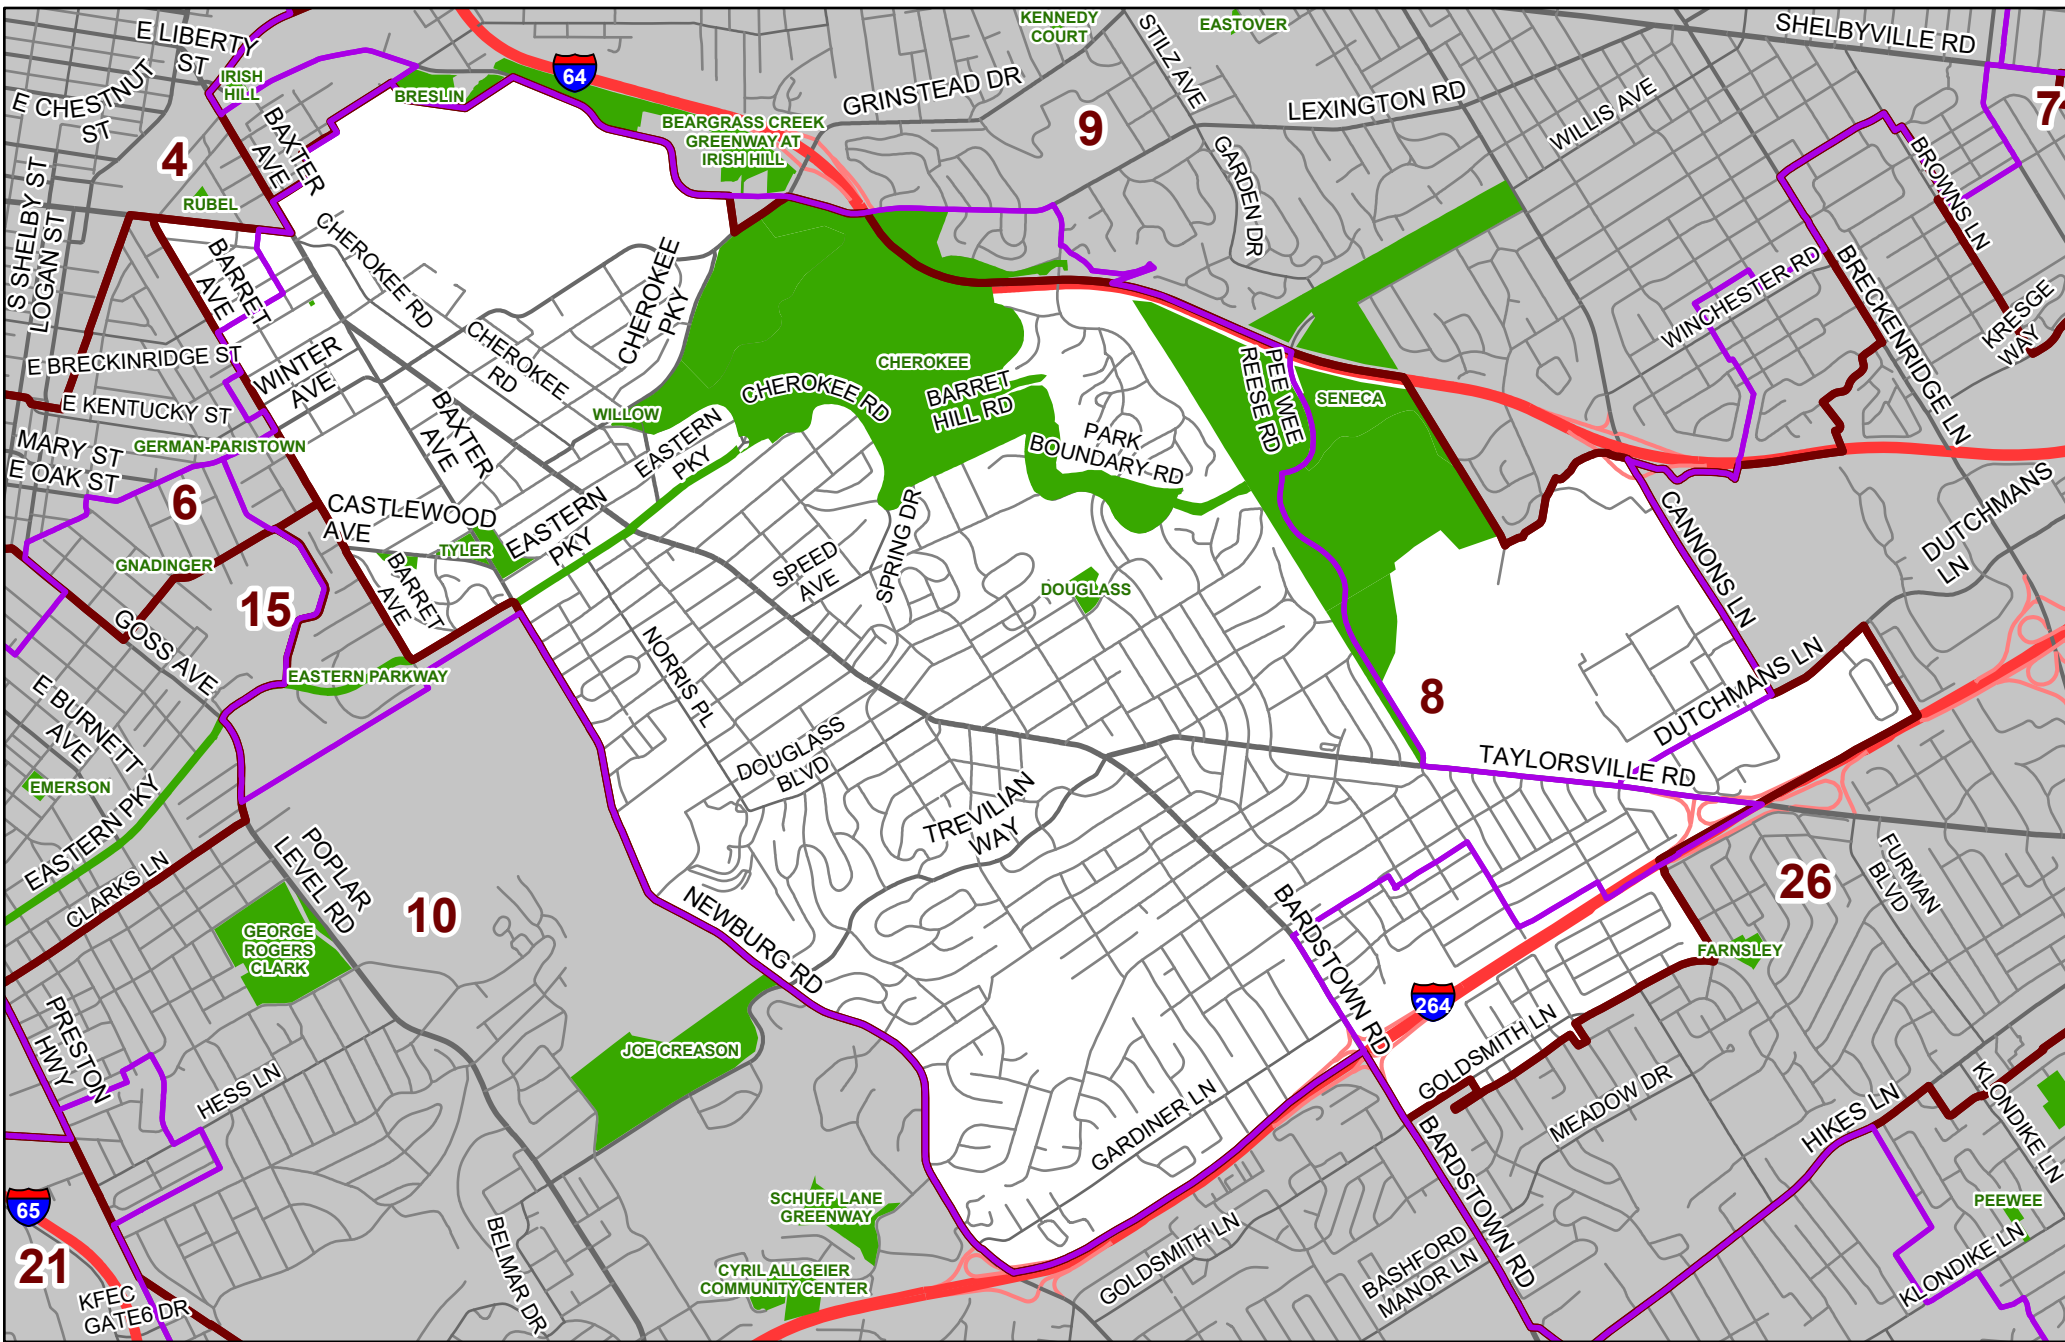 E LIBERTY
ST
IRISH
HILL
E CHESTNUT
ST
BAXTER
AVE
4
RUBEL
S SHELBY ST
LOGAN ST
64
BRESLIN
BEARGRASS CREEK
GREENWAY AT
IRISH HILL
KENNEDY
COURT
STILZ AVE
EASTOVER
GRINSTEAD DR
9
LEXINGTON RD
GARDEN DR
WILLIS AVE
SHELBYVILLE RD
7
BROWNS LN
WINCHESTER RD
BRECKENRIDGE LN
KRESGE
WAY
BARRET
AVE
CHEROKEE RD
CHEROKEE
PKY
CHEROKEE
RD
E BRECKINRIDGE ST
WINTER
AVE
E KENTUCKY ST
MARY ST
E OAK ST
GERMAN-PARISTOWN
BAXTER
AVE
WILLOW
CHEROKEE
CHEROKEE RD
BARRET
HILL RD
EASTERN
PKY
PARK
BOUNDARY RD
PEE WEE
REESE RD
SENECA
6
CASTLEWOOD
AVE
TYLER
EASTERN
PKY
BARRET
AVE
GNADINGER
15
SPEED
AVE
SPRING DR
DOUGLASS
CANNONS LN
DUTCHMANS
LN
GOSS AVE
EASTERN PARKWAY
NORRIS PL
8
DUTCHMANS LN
E BURNETT
AVE
DOUGLASS
BLVD
TAYLORSVILLE RD
EMERSON
EASTERN PKY
TREVILIAN
WAY
CLARKS LN
POPLAR
LEVEL RD
10
GEORGE
ROGERS
CLARK
NEWBURG RD
BARDSTOWN RD
26
FURMAN
BLVD
FARNSLEY
264
PRESTON
HWY
HESS LN
JOE CREASON
GARDINER LN
GOLDSMITH LN
MEADOW DR
HIKES LN
KLONDIKE LN
BARDSTOWN RD
65
21
KFEC
GATE6 DR
BELMAR DR
SCHUFF LANE
GREENWAY
CYRIL ALLGEIER
COMMUNITY CENTER
GOLDSMITH LN
BASHFORD
MANOR LN
PEEWEE
KLONDIKE LN